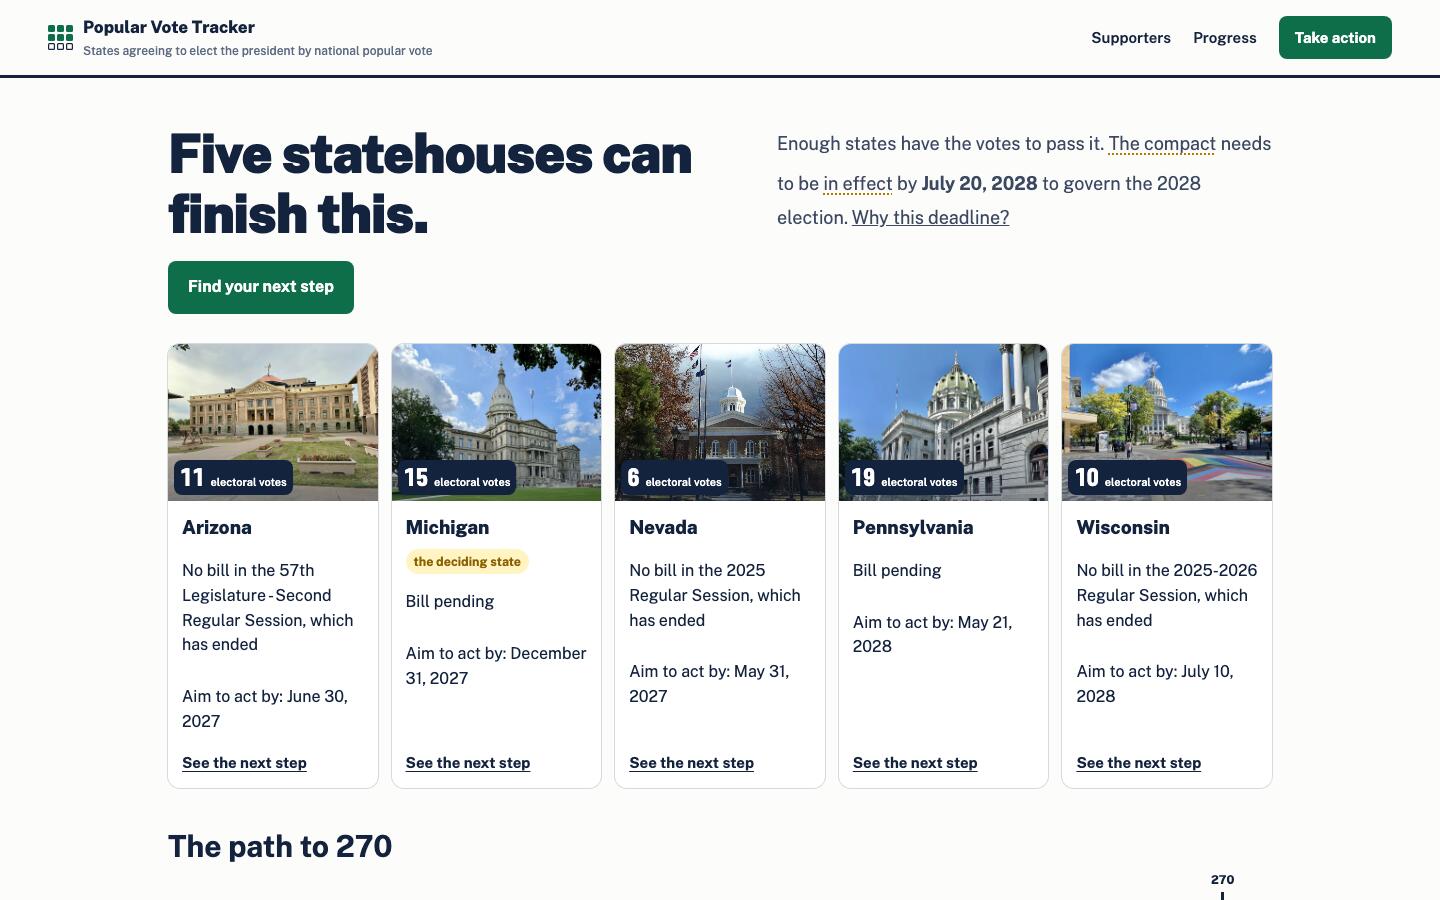 Popular Vote Tracker
States agreeing to elect the president by national popular vote
Supporters
Progress
Take action
Five statehouses can
finish this.
Enough states have the votes to pass it. The compact needs
to be in effect by July 20, 2028 to govern the 2028
election. Why this deadline?
Find your next step
11 electoral votes
Arizona
No bill in the 57th
Legislature - Second
Regular Session, which
has ended
Aim to act by: June 30,
2027
See the next step
15 electoral votes
Michigan
the deciding state
Bill pending
Aim to act by: December
31, 2027
See the next step
6 electoral votes
Nevada
No bill in the 2025
Regular Session, which
has ended
Aim to act by: May 31,
2027
See the next step
19 electoral votes
Pennsylvania
Bill pending
Aim to act by: May 21,
2028
See the next step
10 electoral votes
Wisconsin
No bill in the 2025-2026
Regular Session, which
has ended
Aim to act by: July 10,
2028
See the next step
The path to 270
270